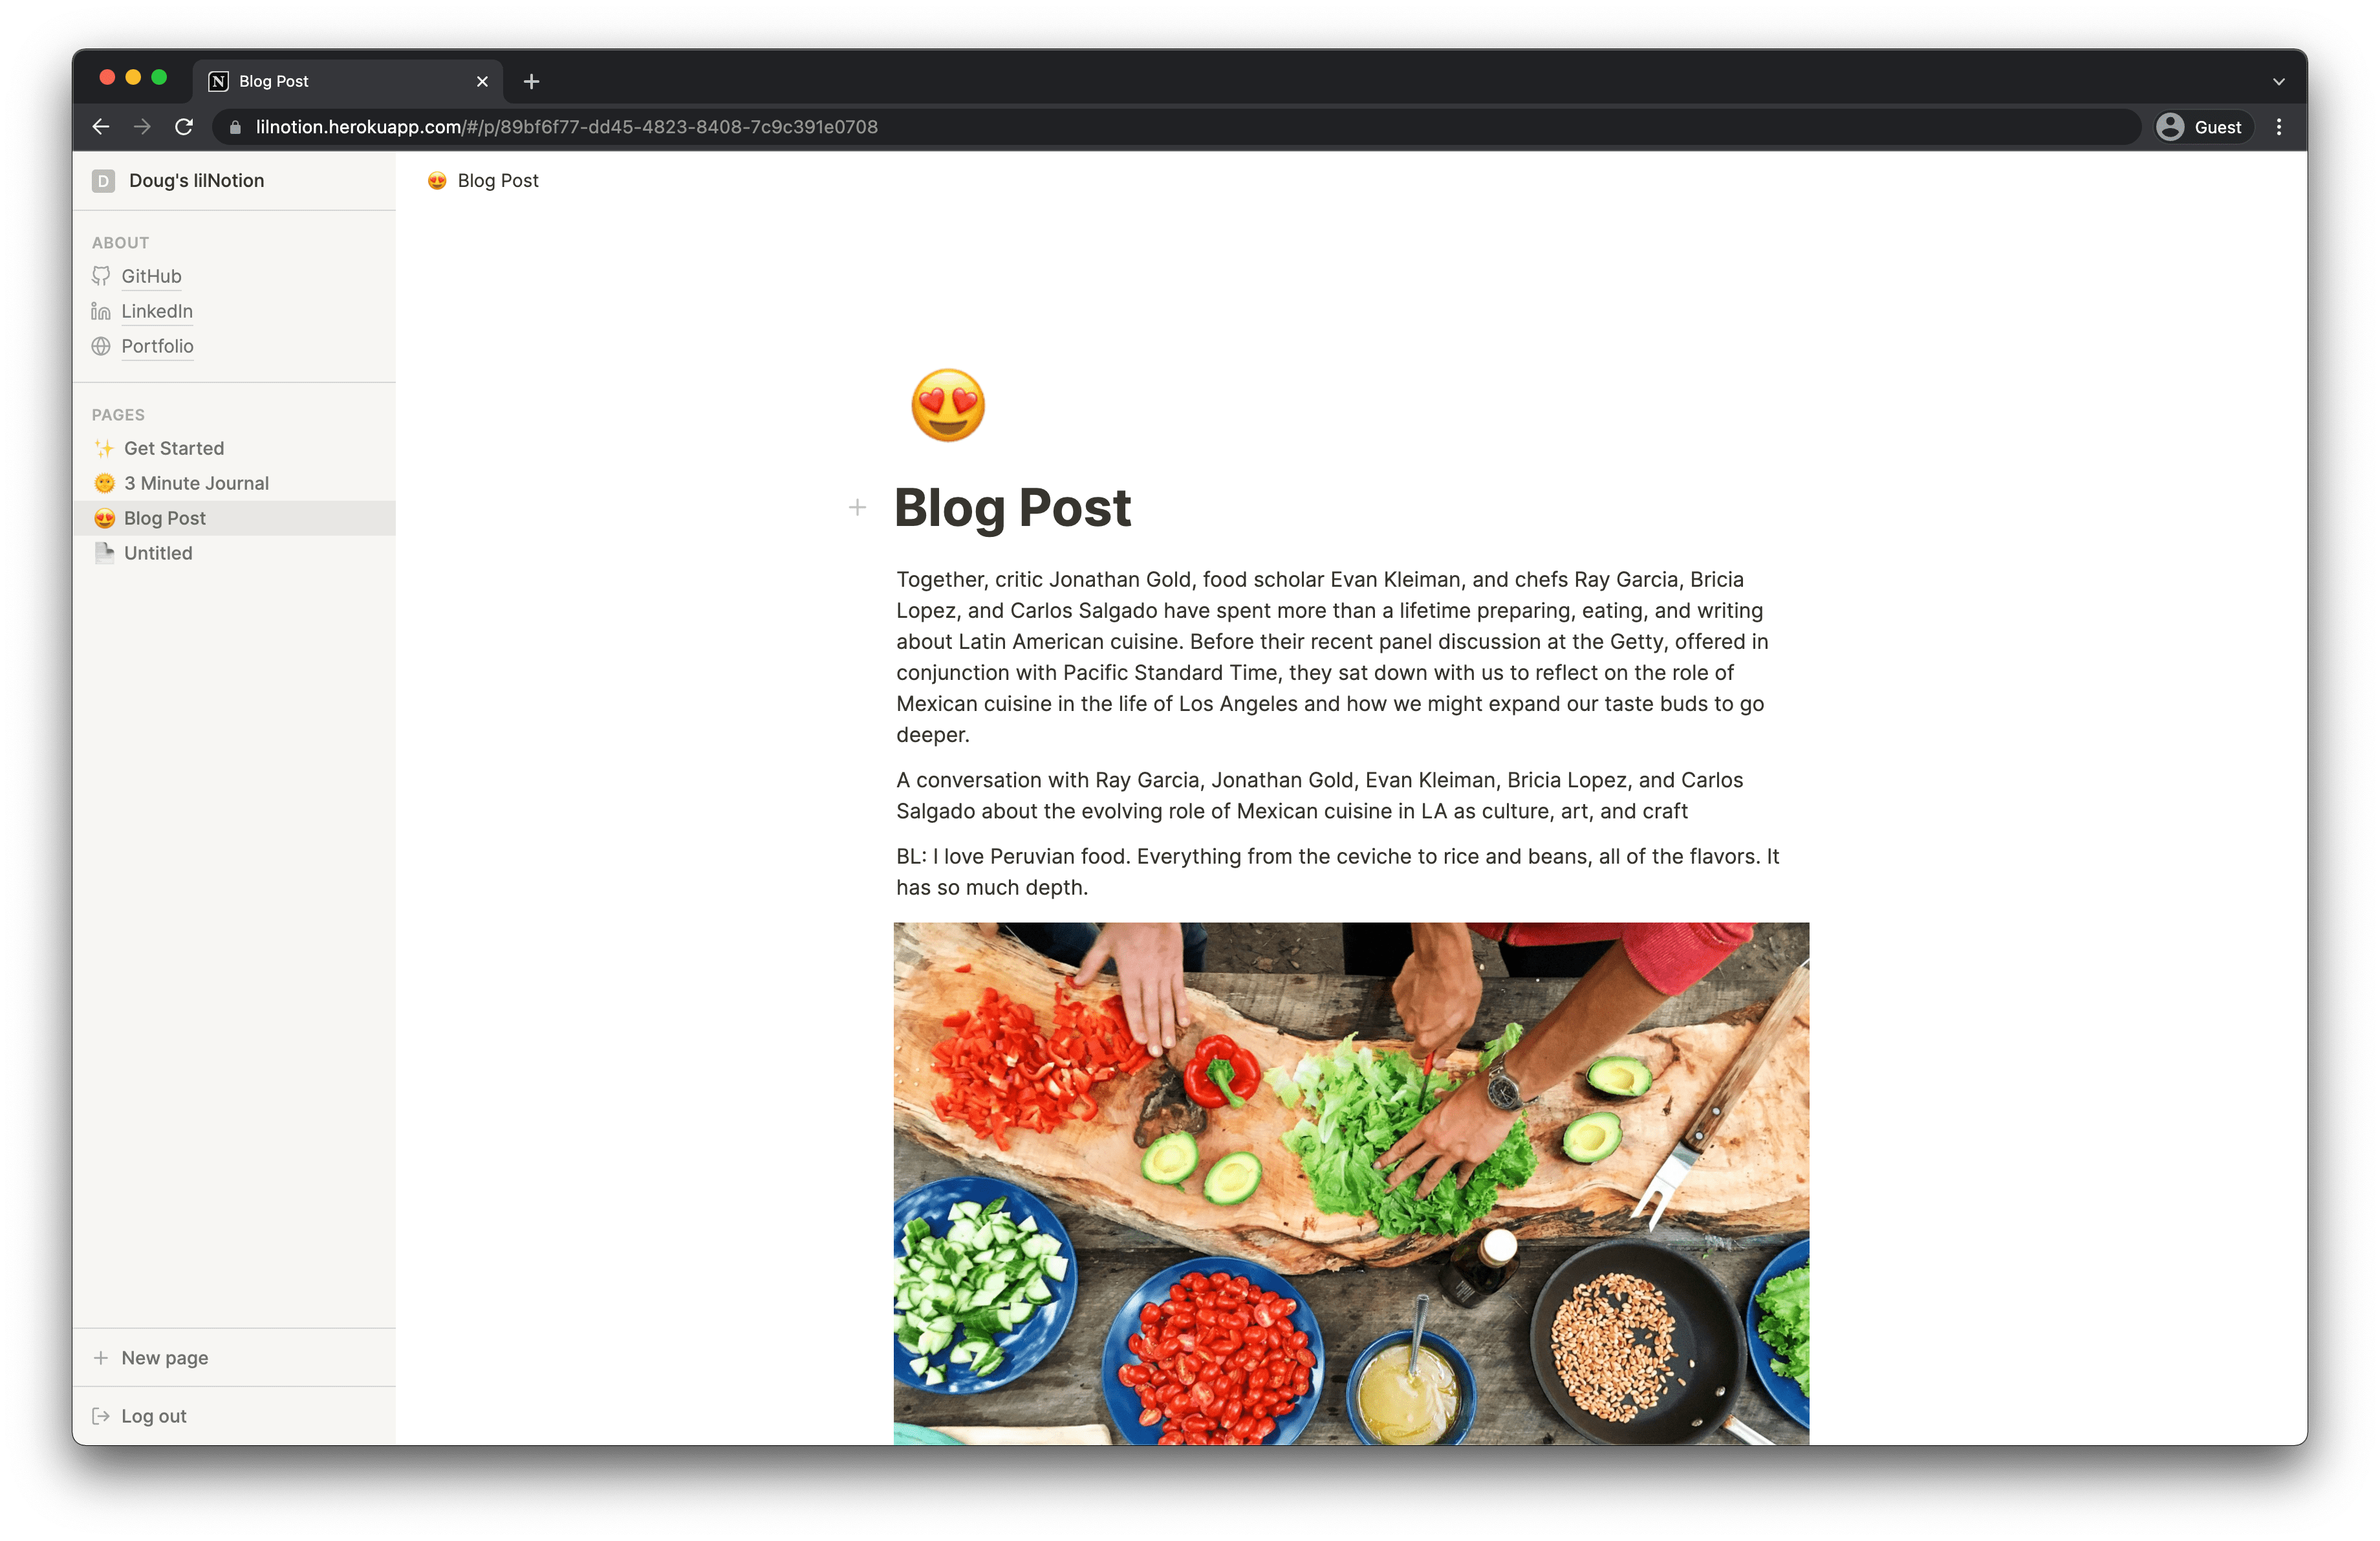 Blog Post
lilnotion.herokuapp.com/#/p/89bf6f77-dd45-4823-8408-7c9c391e0708
Guest
D Doug's lilNotion
ABOUT
GitHub
LinkedIn
Portfolio
PAGES
Get Started
3 Minute Journal
Blog Post
Untitled
New page
Log out
Blog Post
Blog Post
Together, critic Jonathan Gold, food scholar Evan Kleiman, and chefs Ray Garcia, Bricia
Lopez, and Carlos Salgado have spent more than a lifetime preparing, eating, and writing
about Latin American cuisine. Before their recent panel discussion at the Getty, offered in
conjunction with Pacific Standard Time, they sat down with us to reflect on the role of
Mexican cuisine in the life of Los Angeles and how we might expand our taste buds to go
deeper.
A conversation with Ray Garcia, Jonathan Gold, Evan Kleiman, Bricia Lopez, and Carlos
Salgado about the evolving role of Mexican cuisine in LA as culture, art, and craft
BL: I love Peruvian food. Everything from the ceviche to rice and beans, all of the flavors. It
has so much depth.